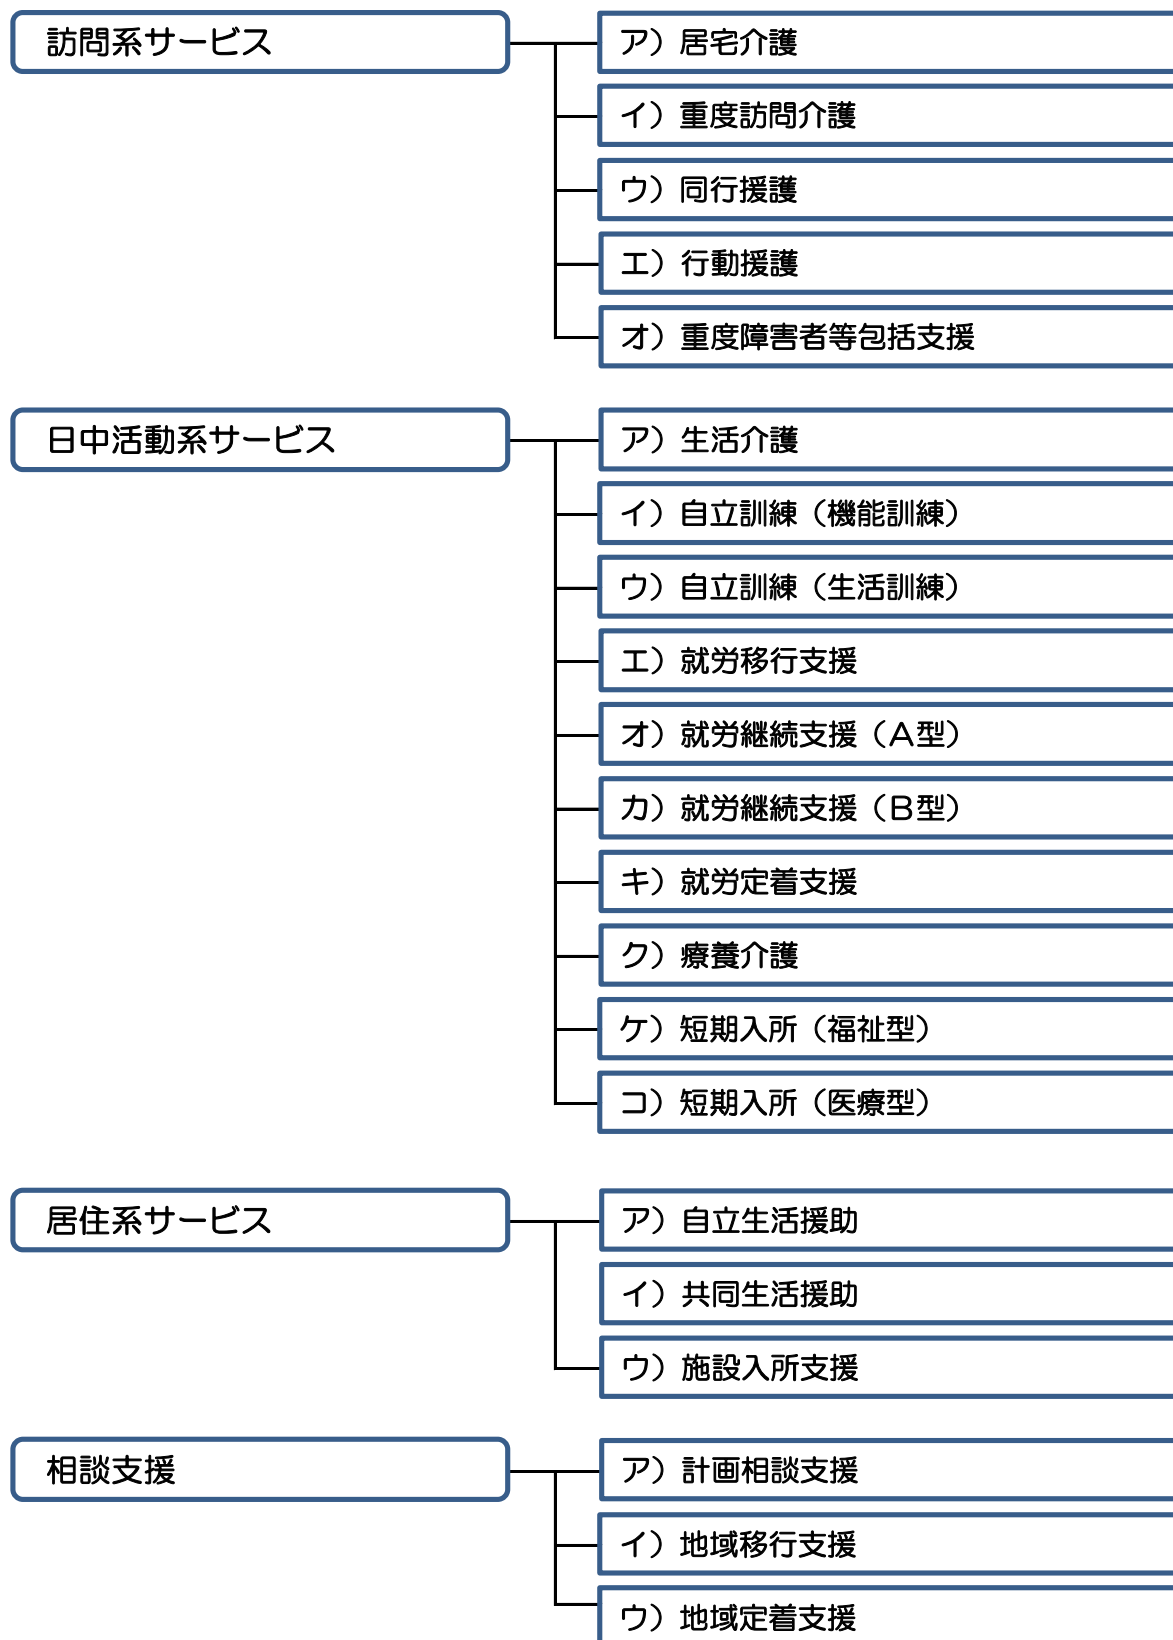 訪問系サービス
ア）居宅介護
イ）重度訪問介護
ウ）同行援護
エ）行動援護
オ）重度障害者等包括支援
日中活動系サービス
ア）生活介護
イ）自立訓練（機能訓練）
ウ）自立訓練（生活訓練）
エ）就労移行支援
オ）就労継続支援（Ａ型）
カ）就労継続支援（Ｂ型）
キ）就労定着支援
ク）療養介護
ケ）短期入所（福祉型）
コ）短期入所（医療型）
居住系サービス
ア）自立生活援助
イ）共同生活援助
ウ）施設入所支援
相談支援
ア）計画相談支援
イ）地域移行支援
ウ）地域定着支援